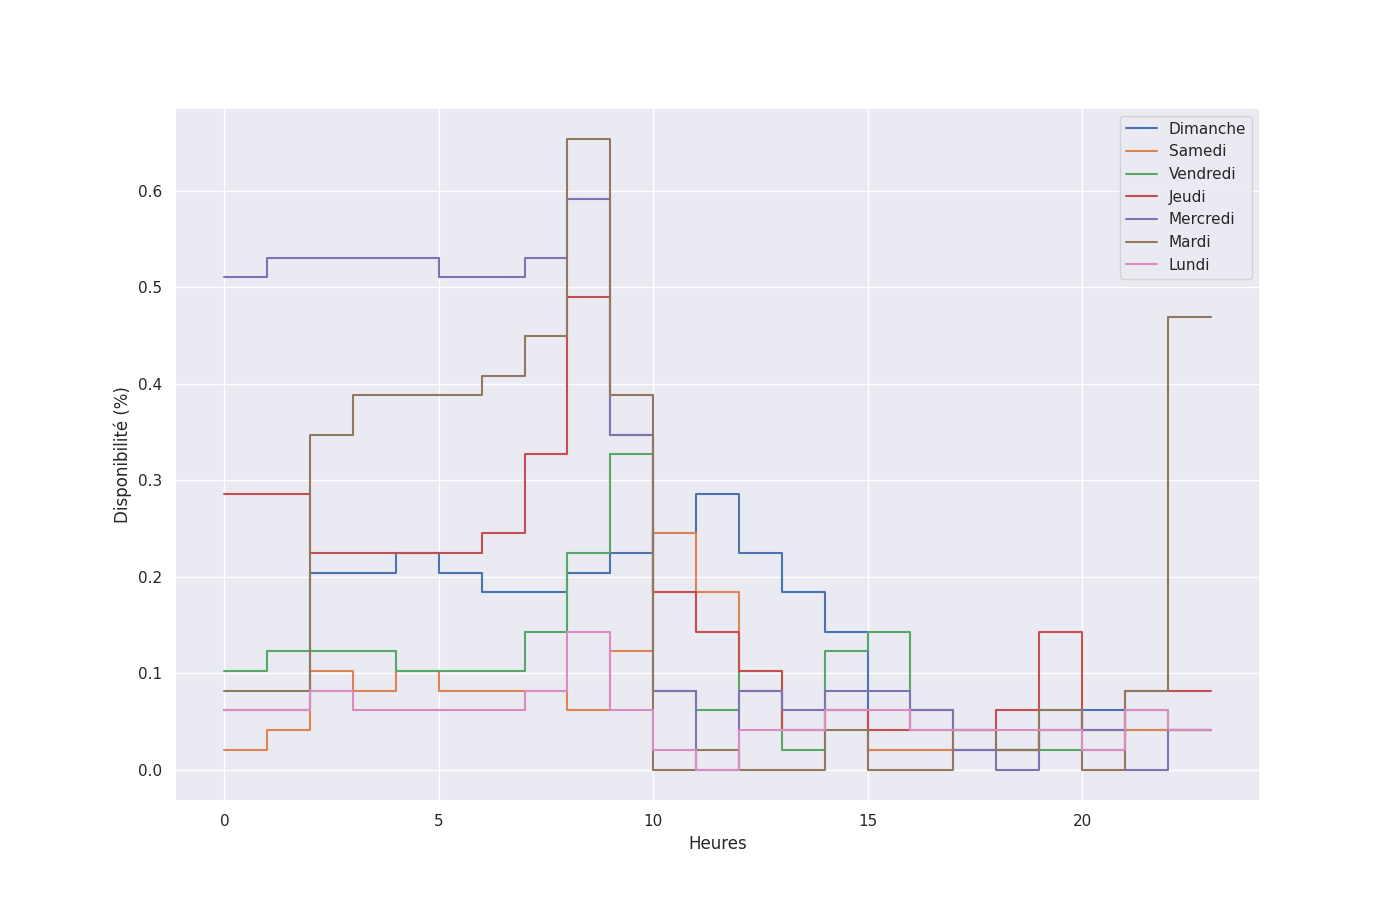 Dimanche
Samedi
Vendredi
Jeudi
Mercredi
Mardi
Lundi
0.6
0.5
0.4
0.3
0.2
0.1
0.0
Disponibilité (%)
0 5 10 15 20
Heures